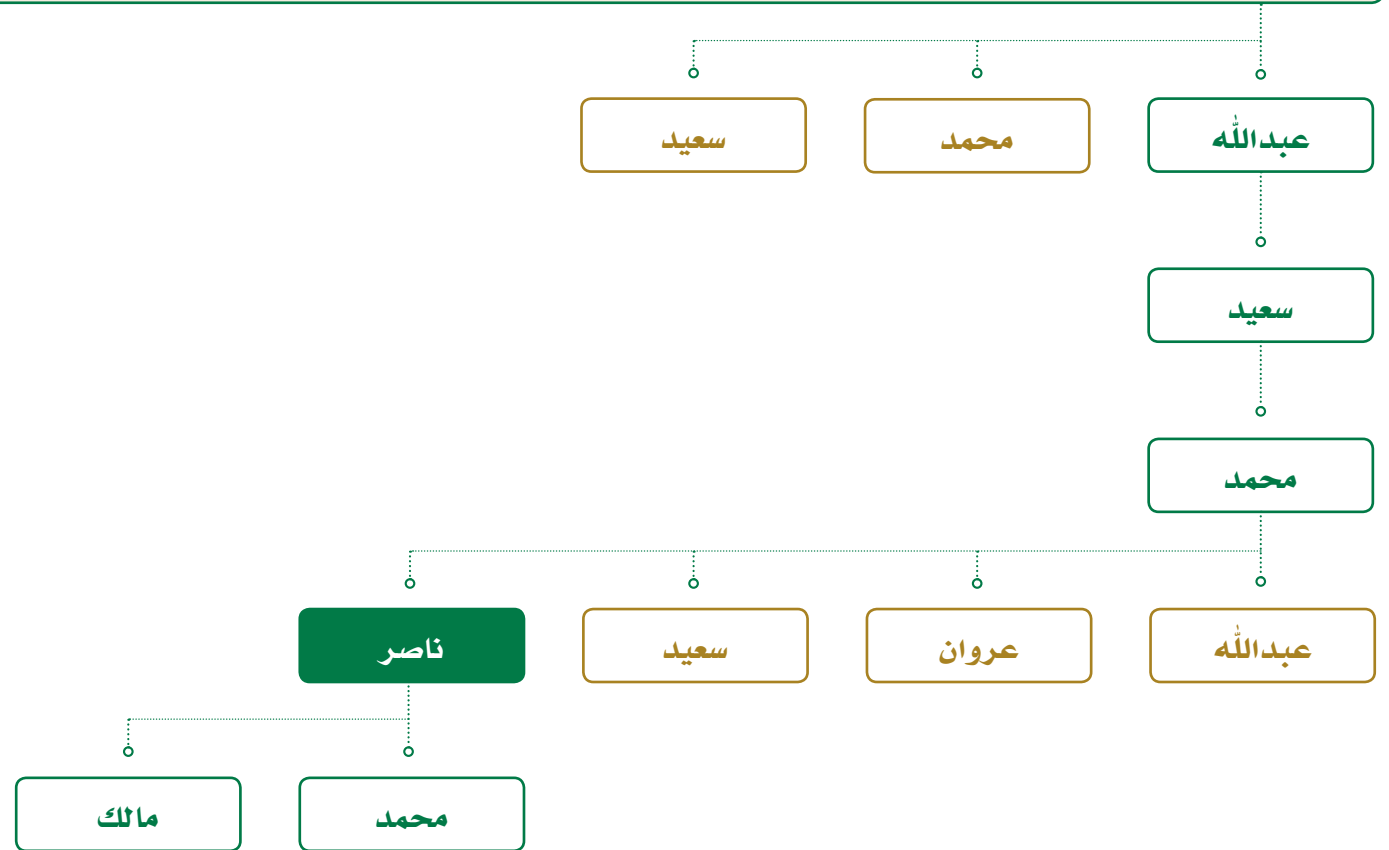 عبدالله
محمد
سعيد
سعيد
محمد
عبدالله
عروان
سعيد
ناصر
محمد
مالك